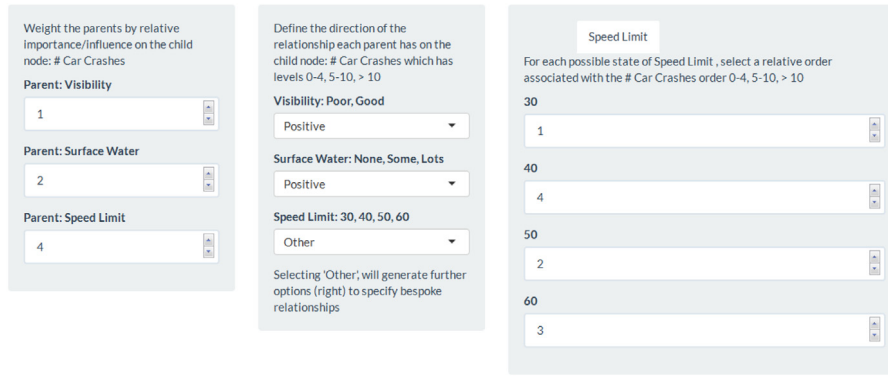 Weight the parents by relative
importance/influence on the child
node: # Car Crashes
Parent: Visibility
1
Parent: Surface Water
2
Parent: Speed Limit
4
Define the direction of the
relationship each parent has on the
child node: # Car Crashes which has
levels 0-4, 5-10, > 10
Visibility: Poor, Good
Positive
Surface Water: None, Some, Lots
Positive
Speed Limit: 30, 40, 50, 60
Other
Selecting 'Other', will generate further
options (right) to specify bespoke
relationships
Speed Limit
For each possible state of Speed Limit , select a relative order
associated with the # Car Crashes order 0-4, 5-10, > 10
30
1
40
4
50
2
60
3